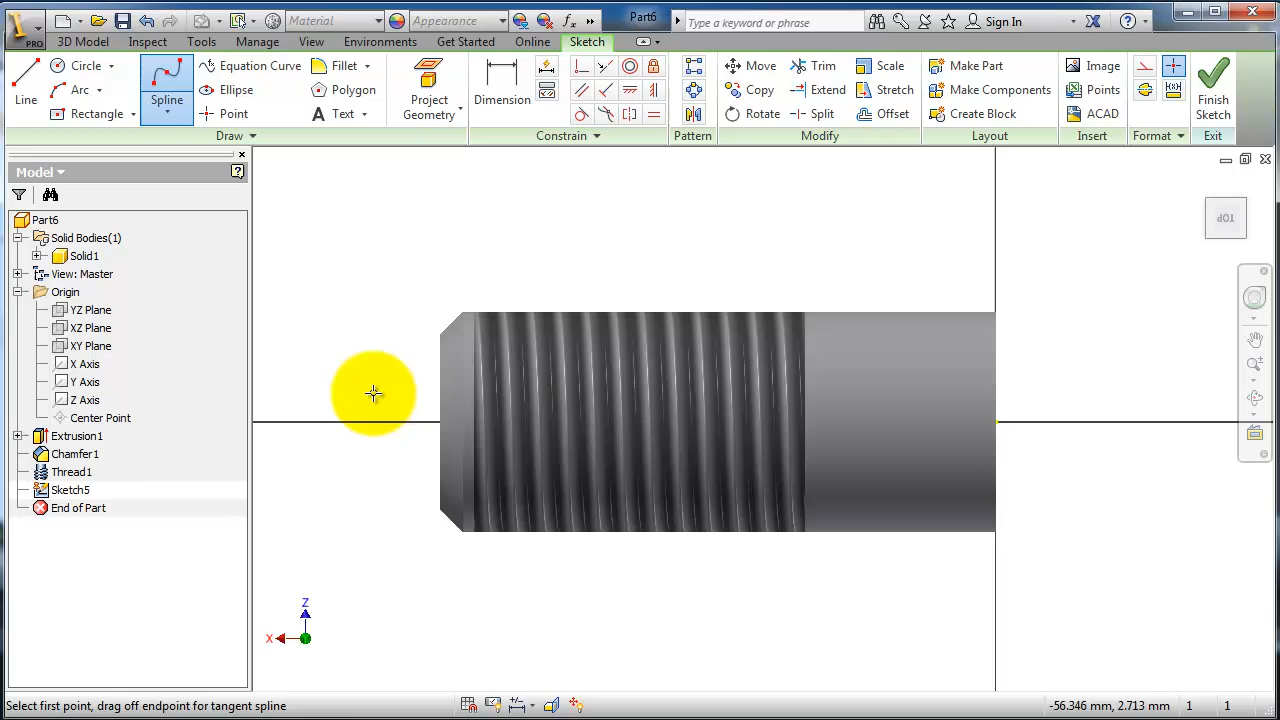 Material
Appearance
Part6
Type a keyword or phrase
Sign In
PRO
3D Model
Inspect
Tools
Manage
View
Environments
Get Started
Online
Sketch
Line
Circle
Arc
Rectangle
Spline
Equation Curve
Ellipse
Point
Fillet
Polygon
Text
Project
Geometry
Dimension
Move
Copy
Rotate
Trim
Extend
Split
Scale
Stretch
Offset
Make Part
Make Components
Create Block
Image
Points
ACAD
Finish
Sketch
Draw
Constrain
Pattern
Modify
Layout
Insert
Format
Exit
Model
Part6
Solid Bodies(1)
Solid1
View: Master
Origin
YZ Plane
XZ Plane
XY Plane
X Axis
Y Axis
Z Axis
Center Point
Extrusion1
Chamfer1
Thread1
Sketch5
End of Part
TOP
Z
X
Select first point, drag off endpoint for tangent spline
-56.346 mm, 2.713 mm
1
1